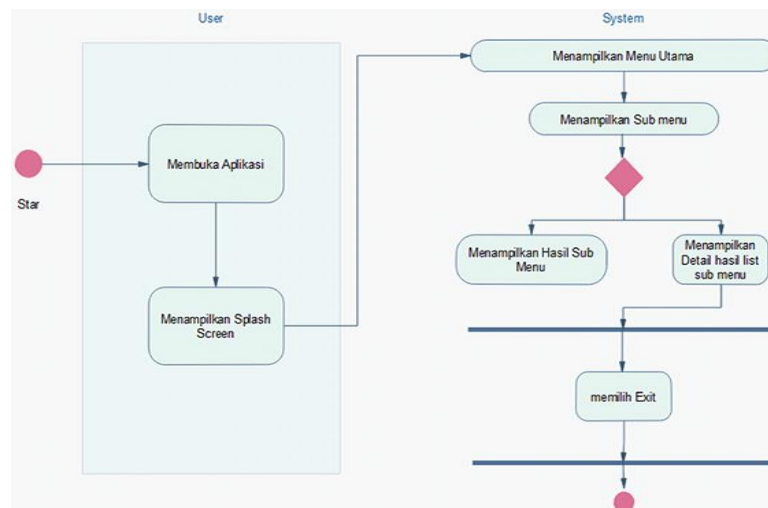 User
System
Menampilkan Menu Utama
Menampilkan Sub menu
Membuka Aplikasi
Star
Menampilkan Hasil Sub
Menu
Menampilkan
Detail hasil list
sub menu
Menampilkan Splash
Screen
memilih Exit